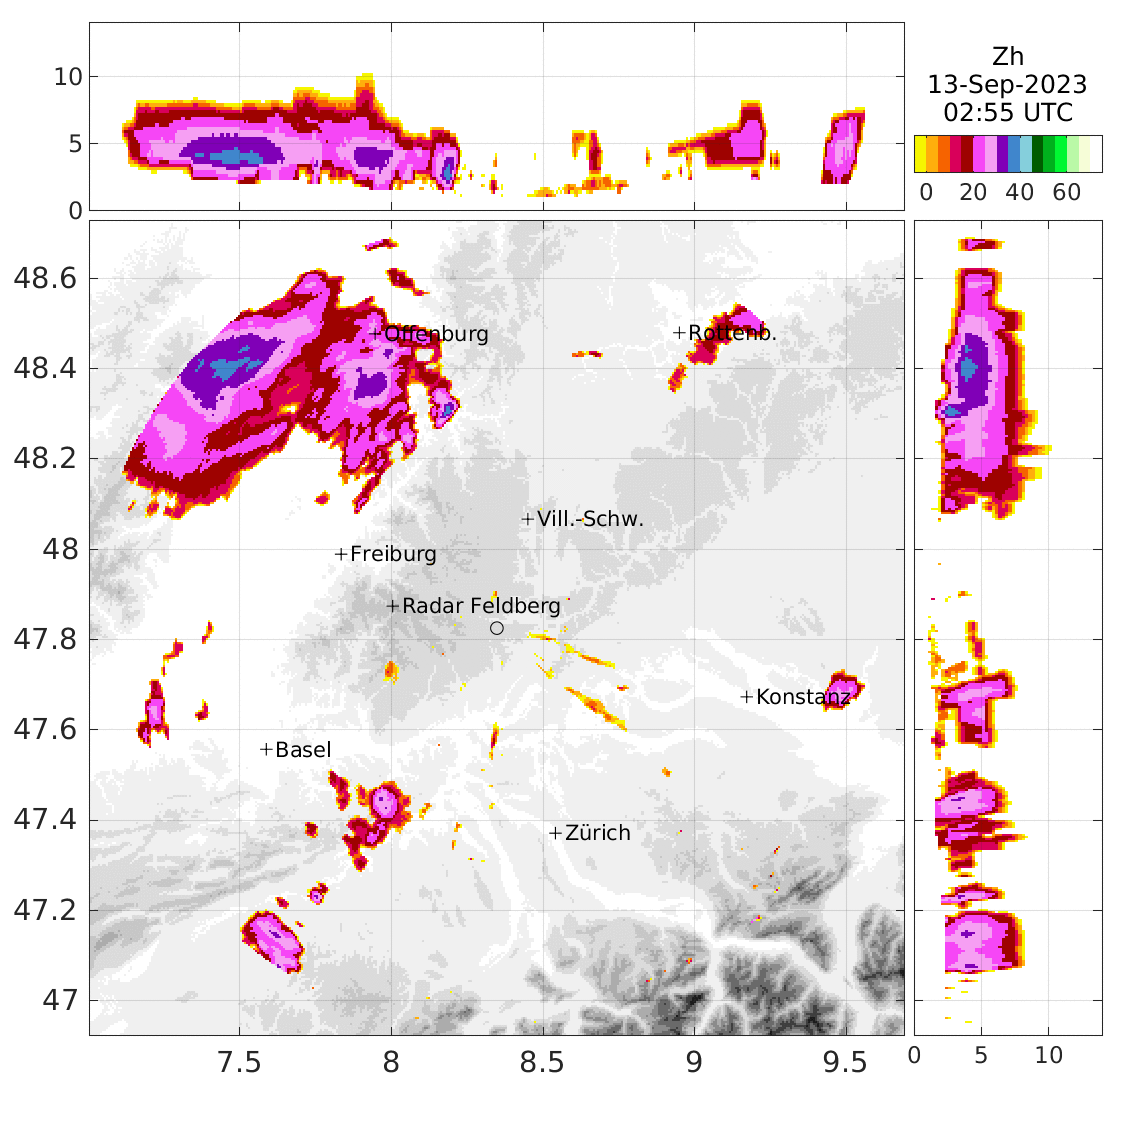 10
5
0
Zh
13-Sep-2023
02:55 UTC
0 20 40 60
48.6
48.4
48.2
48
47.8
47.6
47.4
47.2
47
Offenburg
Rottenb.
Vill.-Schw.
Freiburg
Radar Feldberg
Konstanz
Basel
Zürich
7.5 8 8.5 9 9.5
0 5 10